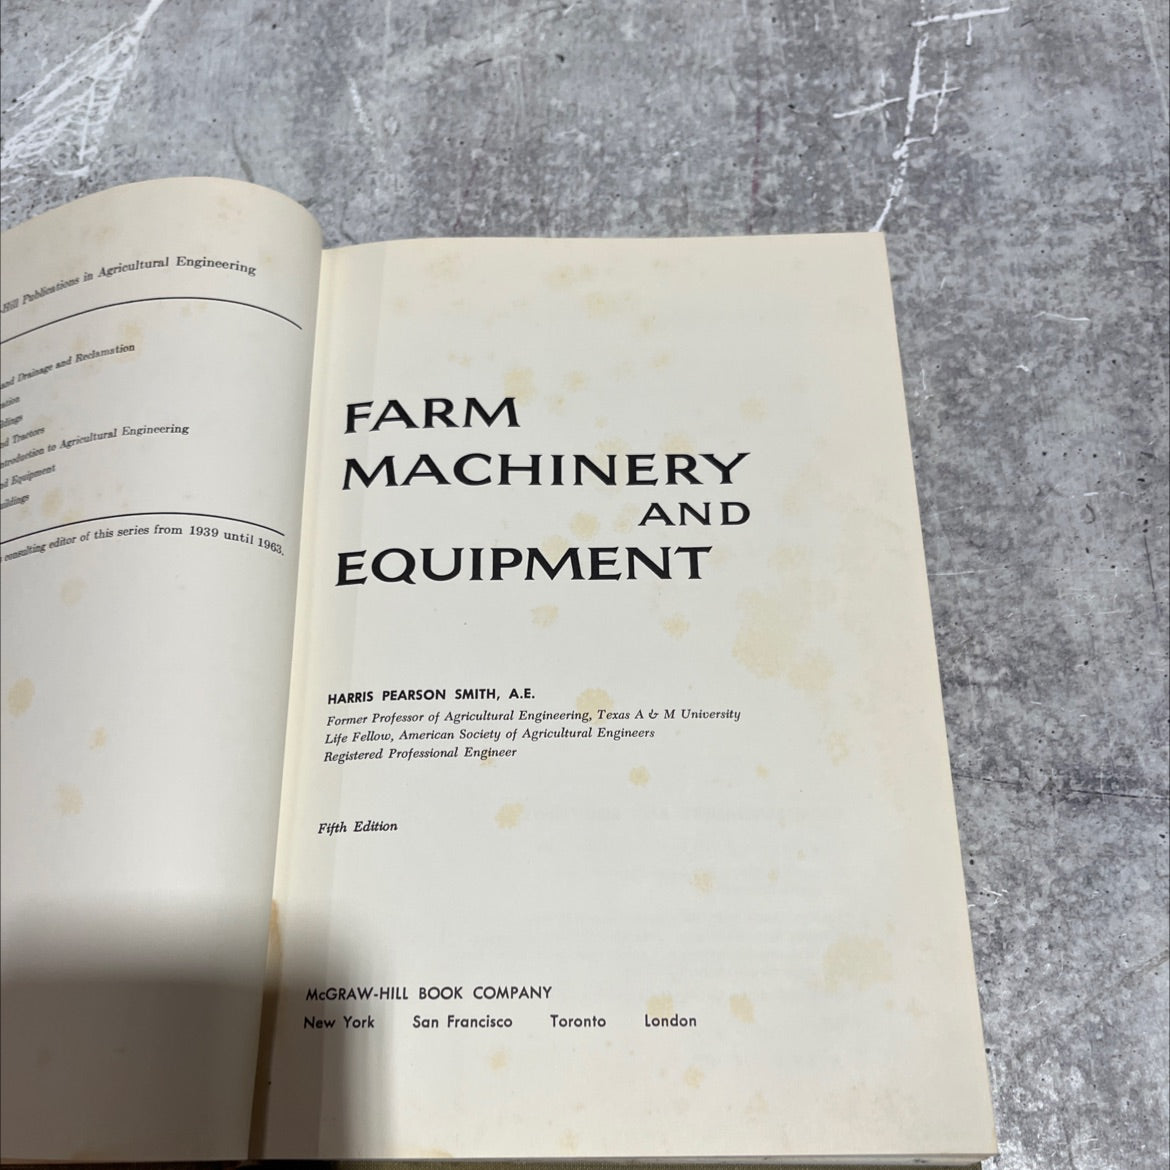 -Hill Publications in Agricultural Engineering
and Drainage and Reclamation
nd Tractors
to Agricultural Engineering
nd Equipment
consulting editor of this series from 1939 until 1963.
FARM
MACHINERY
AND
EQUIPMENT
HARRIS PEARSON SMITH, A.E.
Former Professor of Agricultural Engineering, Texas A & M University
Life Fellow, American Society of Agricultural Engineers
Registered Professional Engineer
Fifth Edition
McGRAW-HILL BOOK COMPANY
New York San Francisco Toronto London